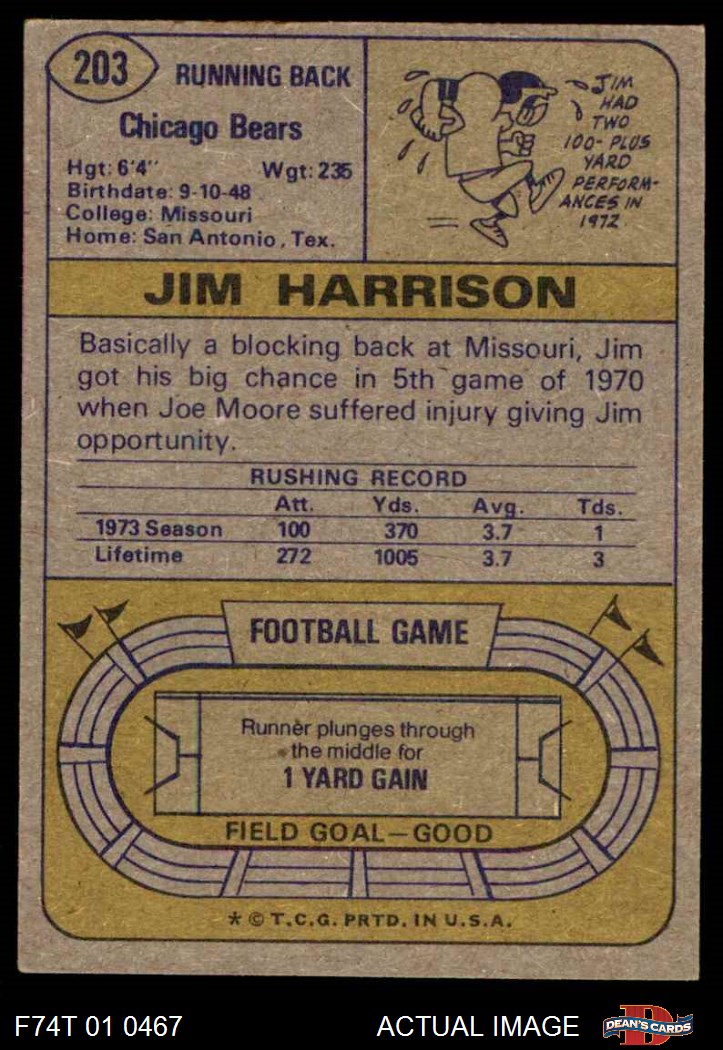 203
RUNNING BACK
Chicago Bears
Hgt: 6'4" Wgt: 235
Birthdate: 9-10-48
College: Missouri
Home: San Antonio, Tex.
JIM
HAD
TWO
100-PLUS
YARD
PERFORM-
ANCES IN
1972
JIM HARRISON
Basically a blocking back at Missouri, Jim
got his big chance in 5th game of 1970
when Joe Moore suffered injury giving Jim
opportunity.
RUSHING RECORD
Att. Yds. Avg. Tds.
1973 Season 100 370 3.7 1
Lifetime 272 1005 3.7 3
FOOTBALL GAME
Runner plunges through
the middle for
1 YARD GAIN
FIELD GOAL—GOOD
* © T.C.G. PRTD. IN U.S.A.
F74T 01 0467 ACTUAL IMAGE
D
DEAN'S CARDS